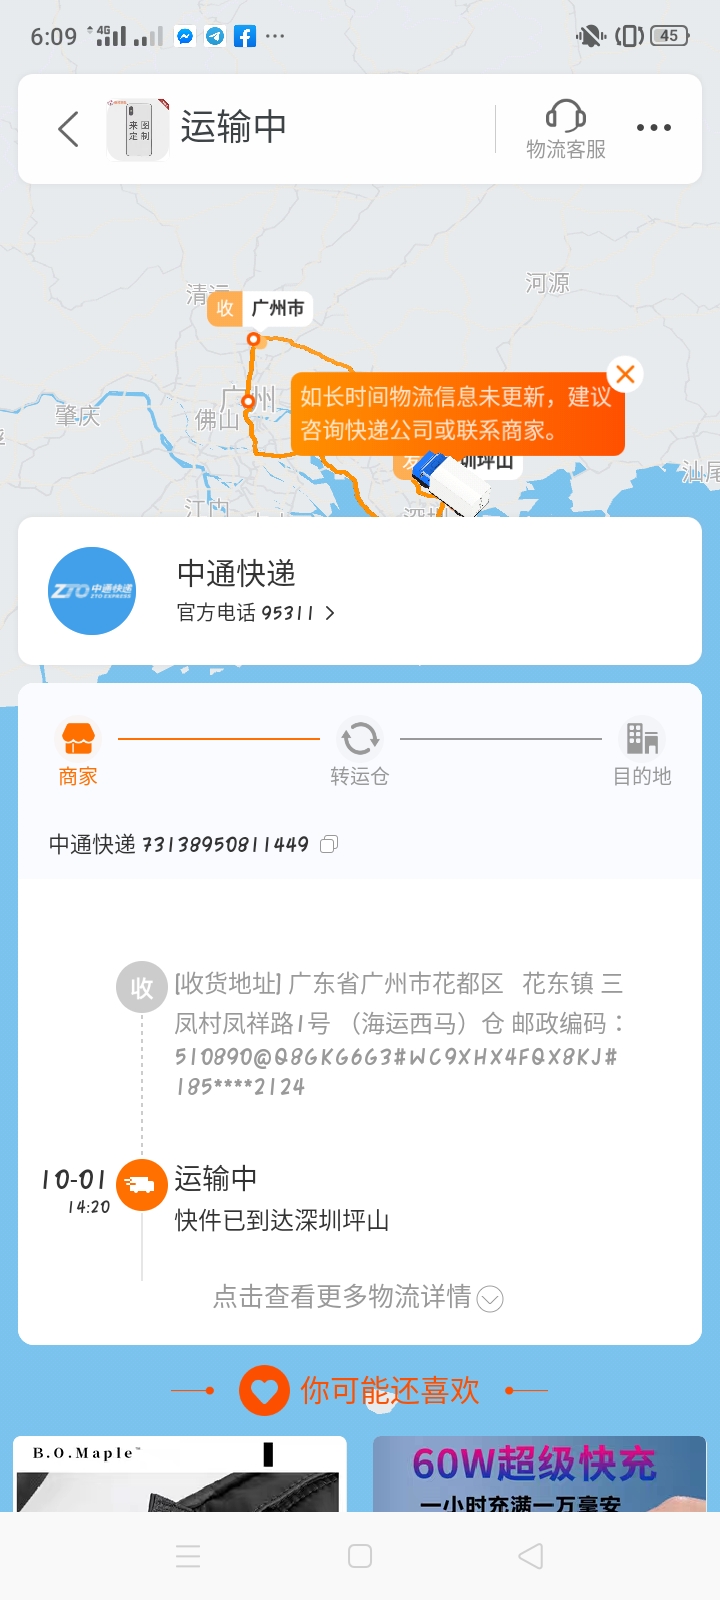 6:09 4G 45
来图
定制
运输中
物流客服
河源
收 广州市
广州
肇庆
佛山
如长时间物流信息未更新，建议
咨询快递公司或联系商家。
圳坪山
汕尾
ZTO 中通快递
ZTO EXPRESS
中通快递
官方电话 95311
商家
转运仓
目的地
中通快递 73138950811449
收
[收货地址] 广东省广州市花都区 花东镇 三
凤村凤祥路1号 （海运西马）仓 邮政编码：
510890@Q8GKG6G3#WC9XHX4FQX8KJ#
185****2124
10-01 运输中
14:20
快件已到达深圳坪山
点击查看更多物流详情
你可能还喜欢
B.O.Maple™
60W超级快充
一小时充满一万毫安